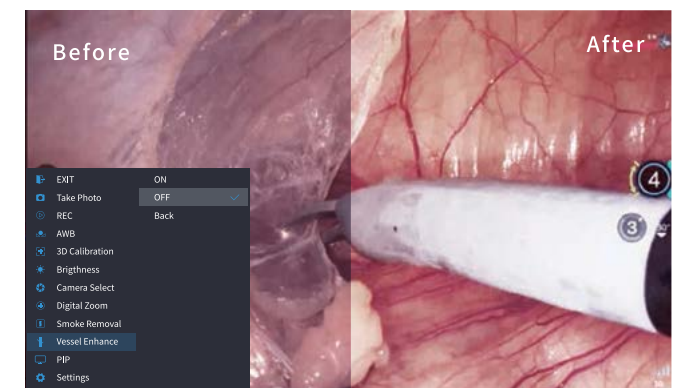 Before
After
EXIT
ON
Take Photo
OFF
REC
Back
AWB
3D Calibration
Brigthness
Camera Select
Digital Zoom
Smoke Removal
Vessel Enhance
PIP
Settings
4
3